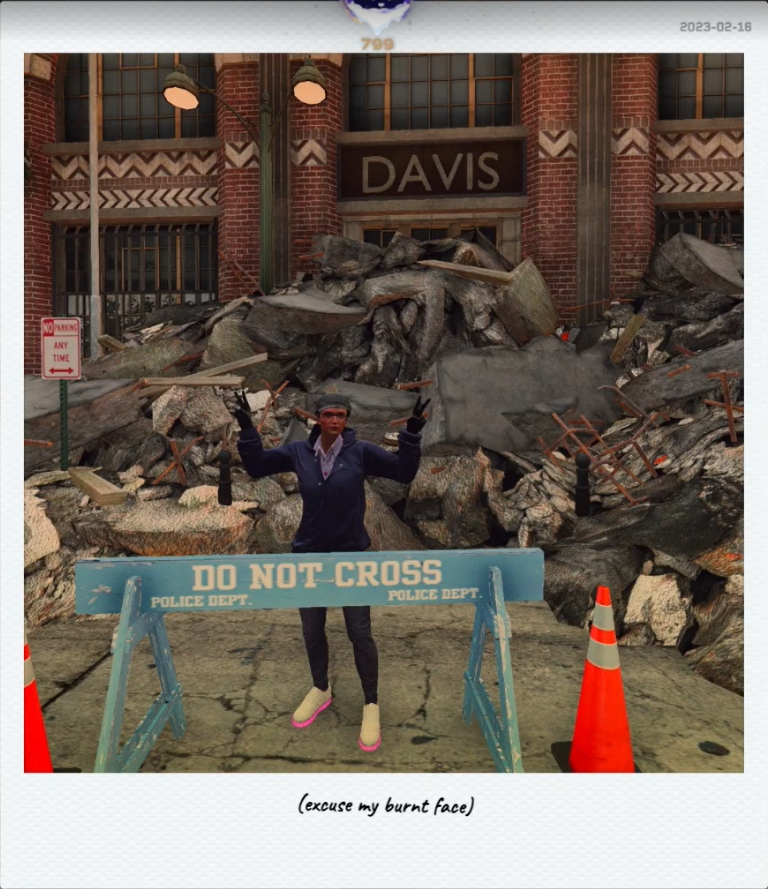 2023-02-16
799
DAVIS
NO PARKING
ANY
TIME
DO NOT CROSS
POLICE DEPT. POLICE DEPT.
(excuse my burnt face)